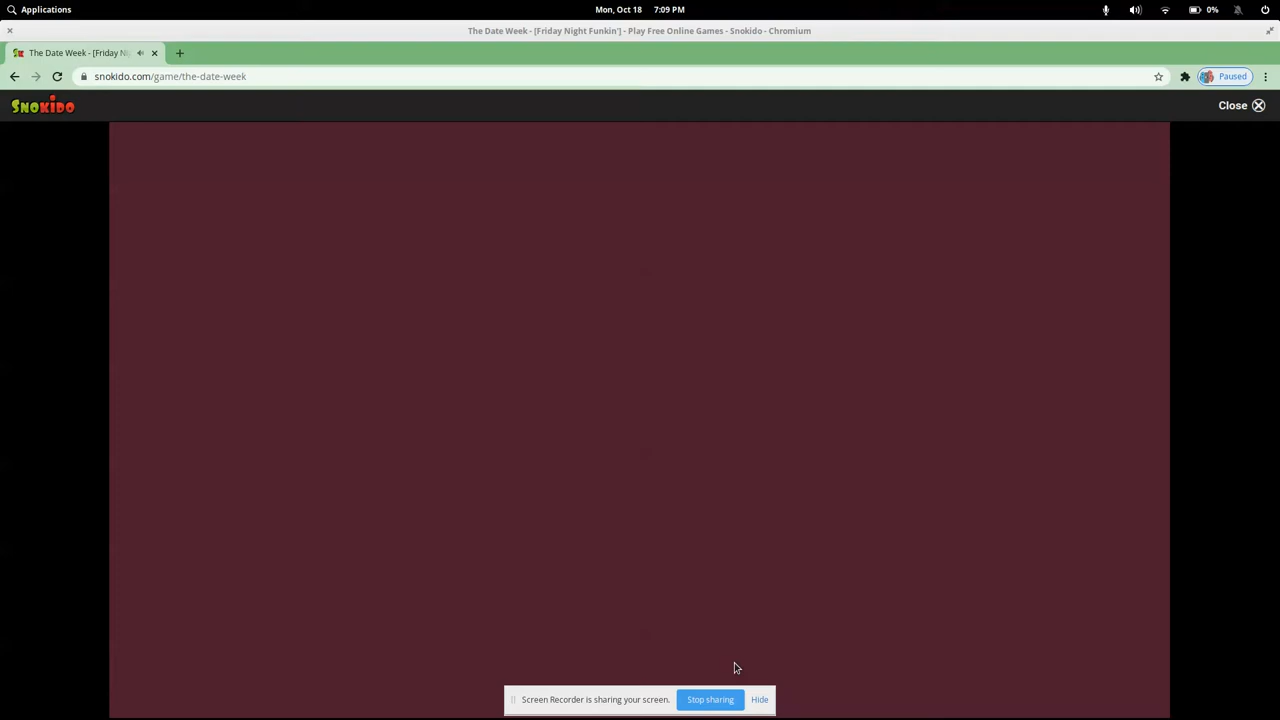 Applications
Mon, Oct 18 7:09 PM
0%
The Date Week - [Friday Night Funkin'] - Play Free Online Games - Snokido - Chromium
The Date Week - [Friday Ni
snokido.com/game/the-date-week
Paused
SNOKIDO
Close
Screen Recorder is sharing your screen.
Stop sharing
Hide